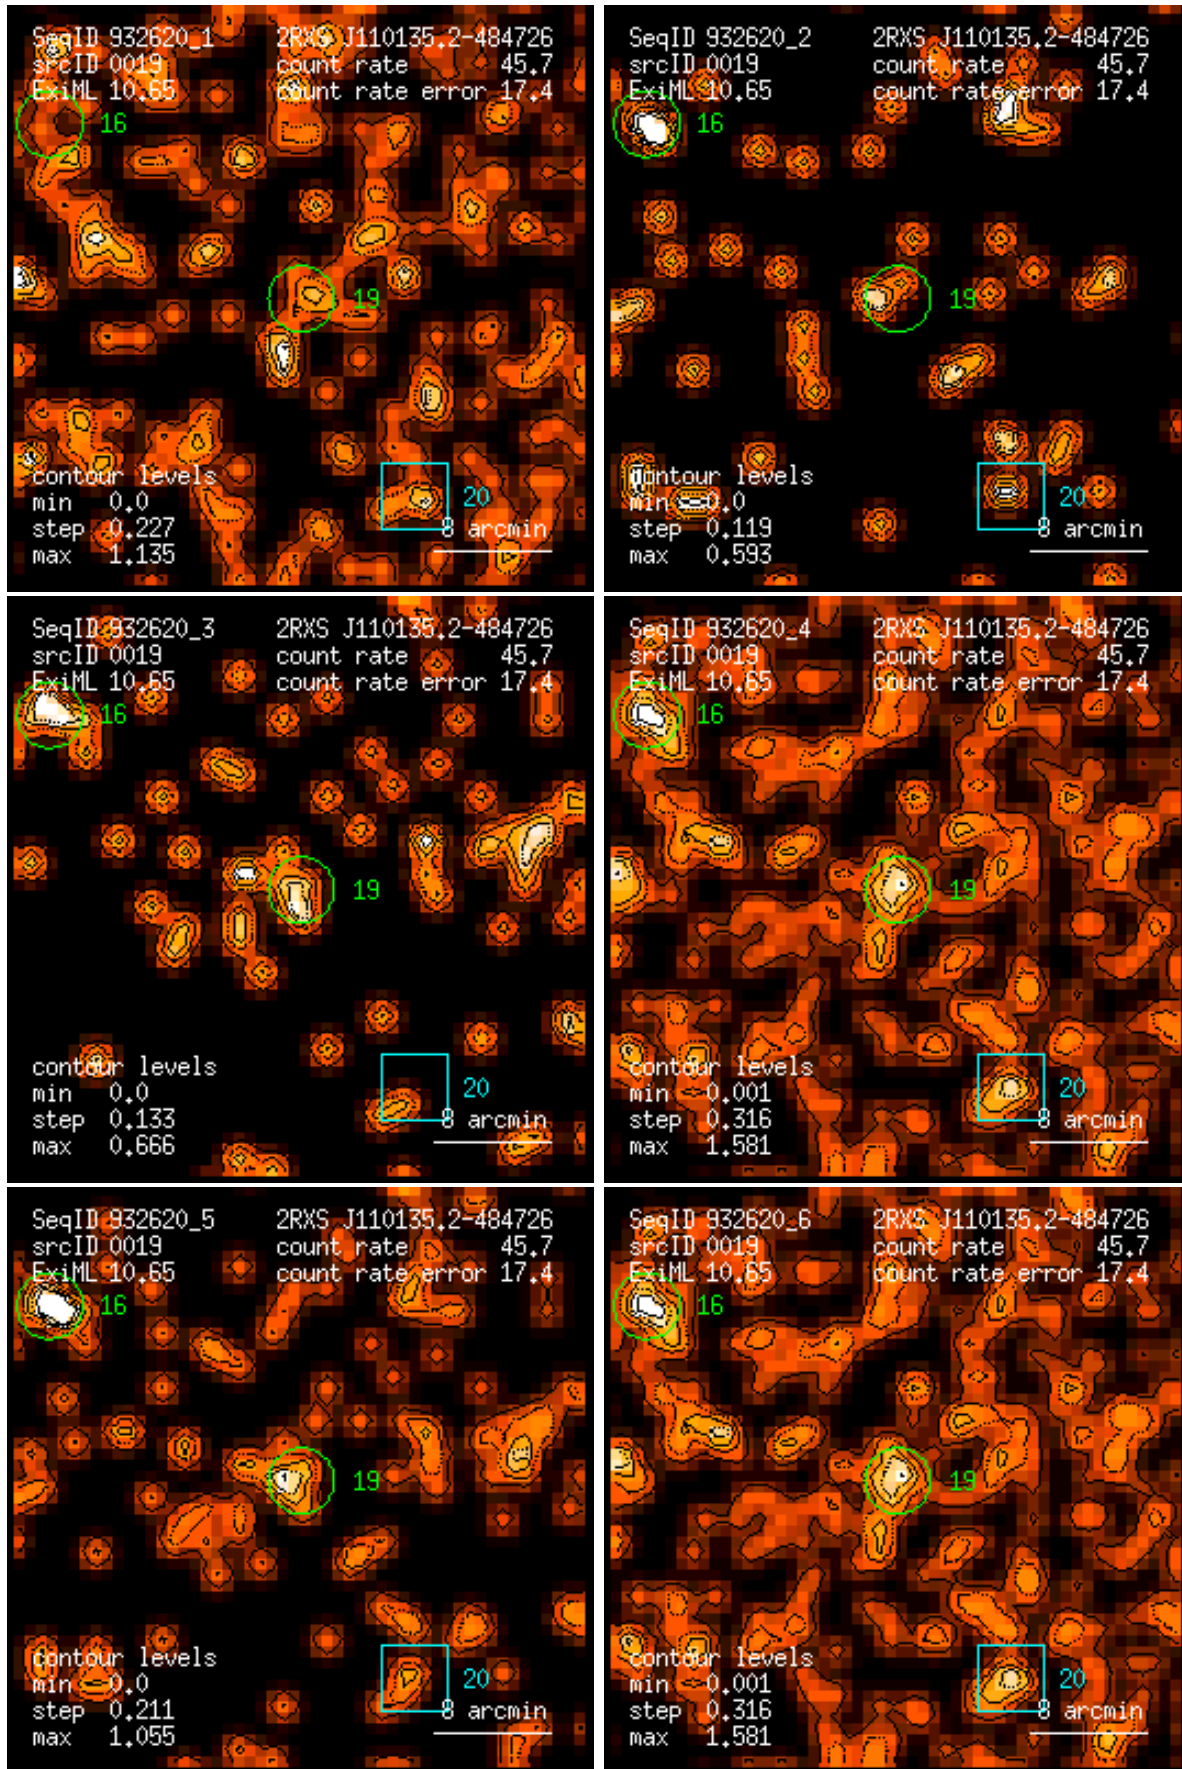 SeqID 932620_1 2RXS J110135.2-484726
srcID 0019 count rate 45.7
ExiML 10.65 count rate error 17.4
16
19
contour levels
min 0.0
20
step 0.227
8 arcmin
max 1.135
SeqID 932620_2 2RXS J110135.2-484726
srcID 0019 count rate 45.7
ExiML 10.65 count rate error 17.4
16
19
contour levels
min 0.0
20
step 0.119
8 arcmin
max 0.593
SeqID 932620_3 2RXS J110135.2-484726
srcID 0019 count rate 45.7
ExiML 10.65 count rate error 17.4
16
19
contour levels
min 0.0
20
step 0.133
8 arcmin
max 0.666
SeqID 932620_4 2RXS J110135.2-484726
srcID 0019 count rate 45.7
ExiML 10.65 count rate error 17.4
16
19
contour levels
min 0.001
20
step 0.316
8 arcmin
max 1.581
SeqID 932620_5 2RXS J110135.2-484726
srcID 0019 count rate 45.7
ExiML 10.65 count rate error 17.4
16
19
contour levels
min 0.0
20
step 0.211
8 arcmin
max 1.055
SeqID 932620_6 2RXS J110135.2-484726
srcID 0019 count rate 45.7
ExiML 10.65 count rate error 17.4
16
19
contour levels
min 0.001
20
step 0.316
8 arcmin
max 1.581